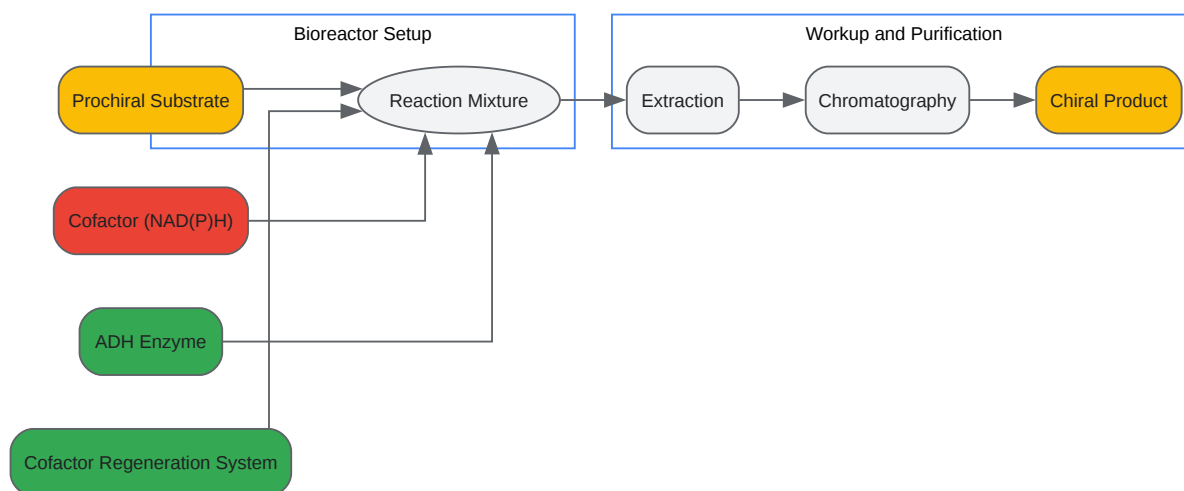 Bioreactor Setup
Workup and Purification
Prochiral Substrate
Reaction Mixture
Extraction
Chromatography
Chiral Product
Cofactor (NAD(P)H)
ADH Enzyme
Cofactor Regeneration System